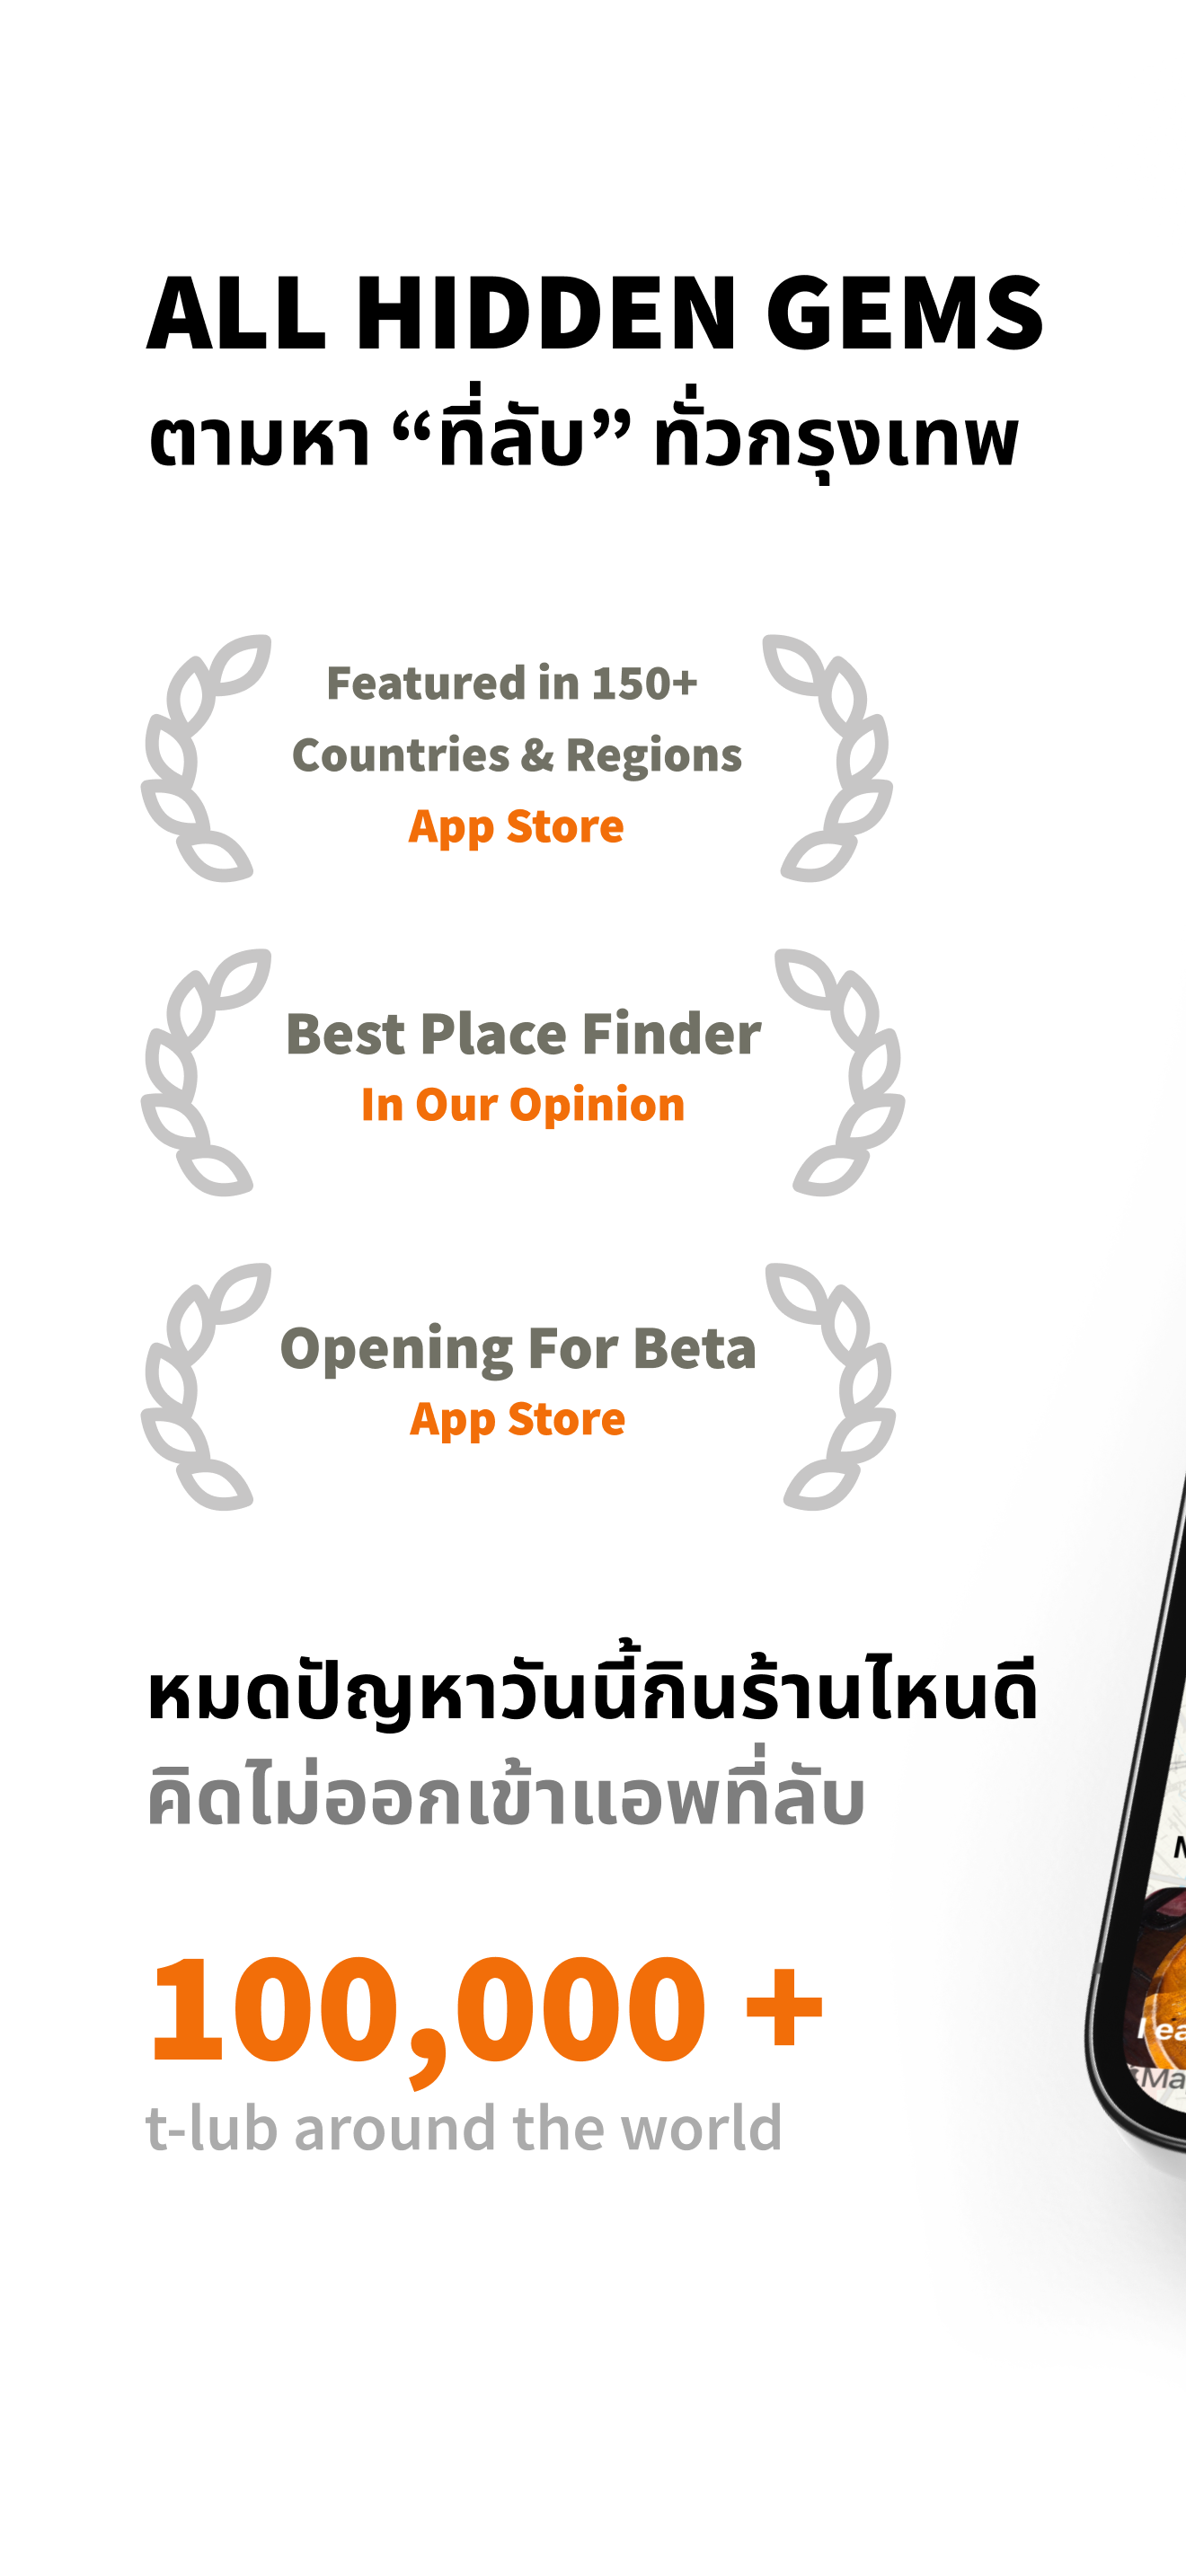 ALL HIDDEN GEMS
ตามหา “ที่ลับ” ทั่วกรุงเทพ
Featured in 150+
Countries & Regions
App Store
Best Place Finder
In Our Opinion
Opening For Beta
App Store
หมดปัญหาวันนี้กินร้านไหนดี
คิดไม่ออกเข้าแอพที่ลับ
100,000 +
t-lub around the world